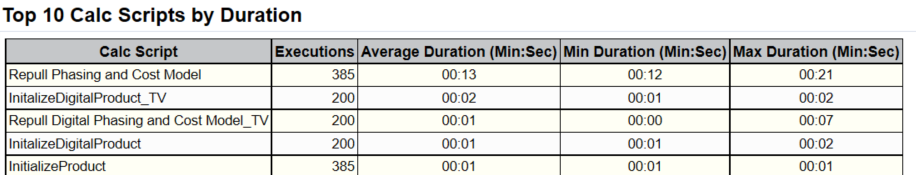 Top 10 Calc Scripts by Duration
Calc Script Executions Average Duration (Min:Sec) Min Duration (Min:Sec) Max Duration (Min:Sec)
Repull Phasing and Cost Model 385 00:13 00:12 00:21
InitalizeDigitalProduct_TV 200 00:02 00:01 00:02
Repull Digital Phasing and Cost Model_TV 200 00:01 00:00 00:07
InitalizeDigitalProduct 200 00:01 00:01 00:02
InitializeProduct 385 00:01 00:01 00:01